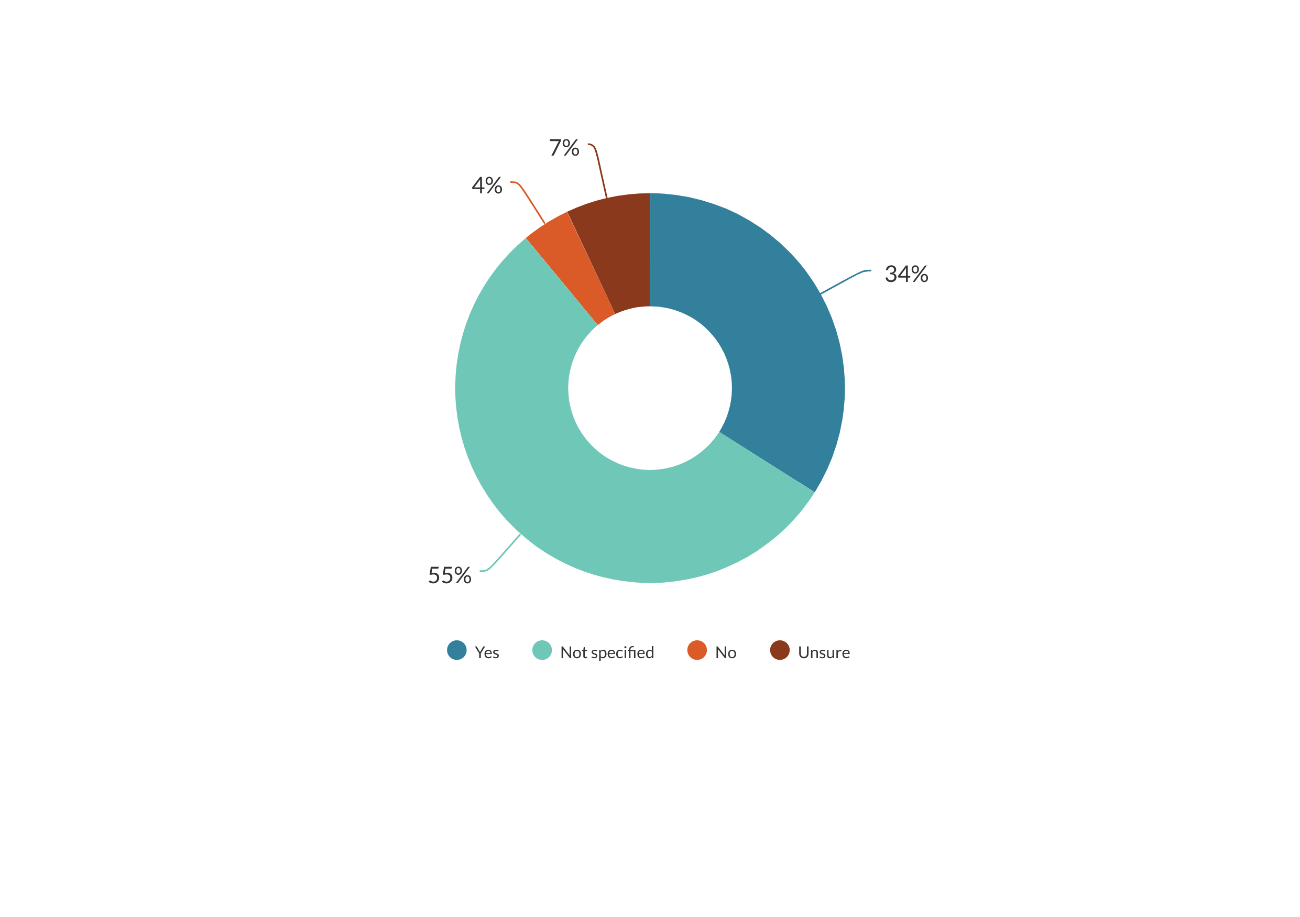 7%
4%
34%
55%
Yes Not specified No Unsure